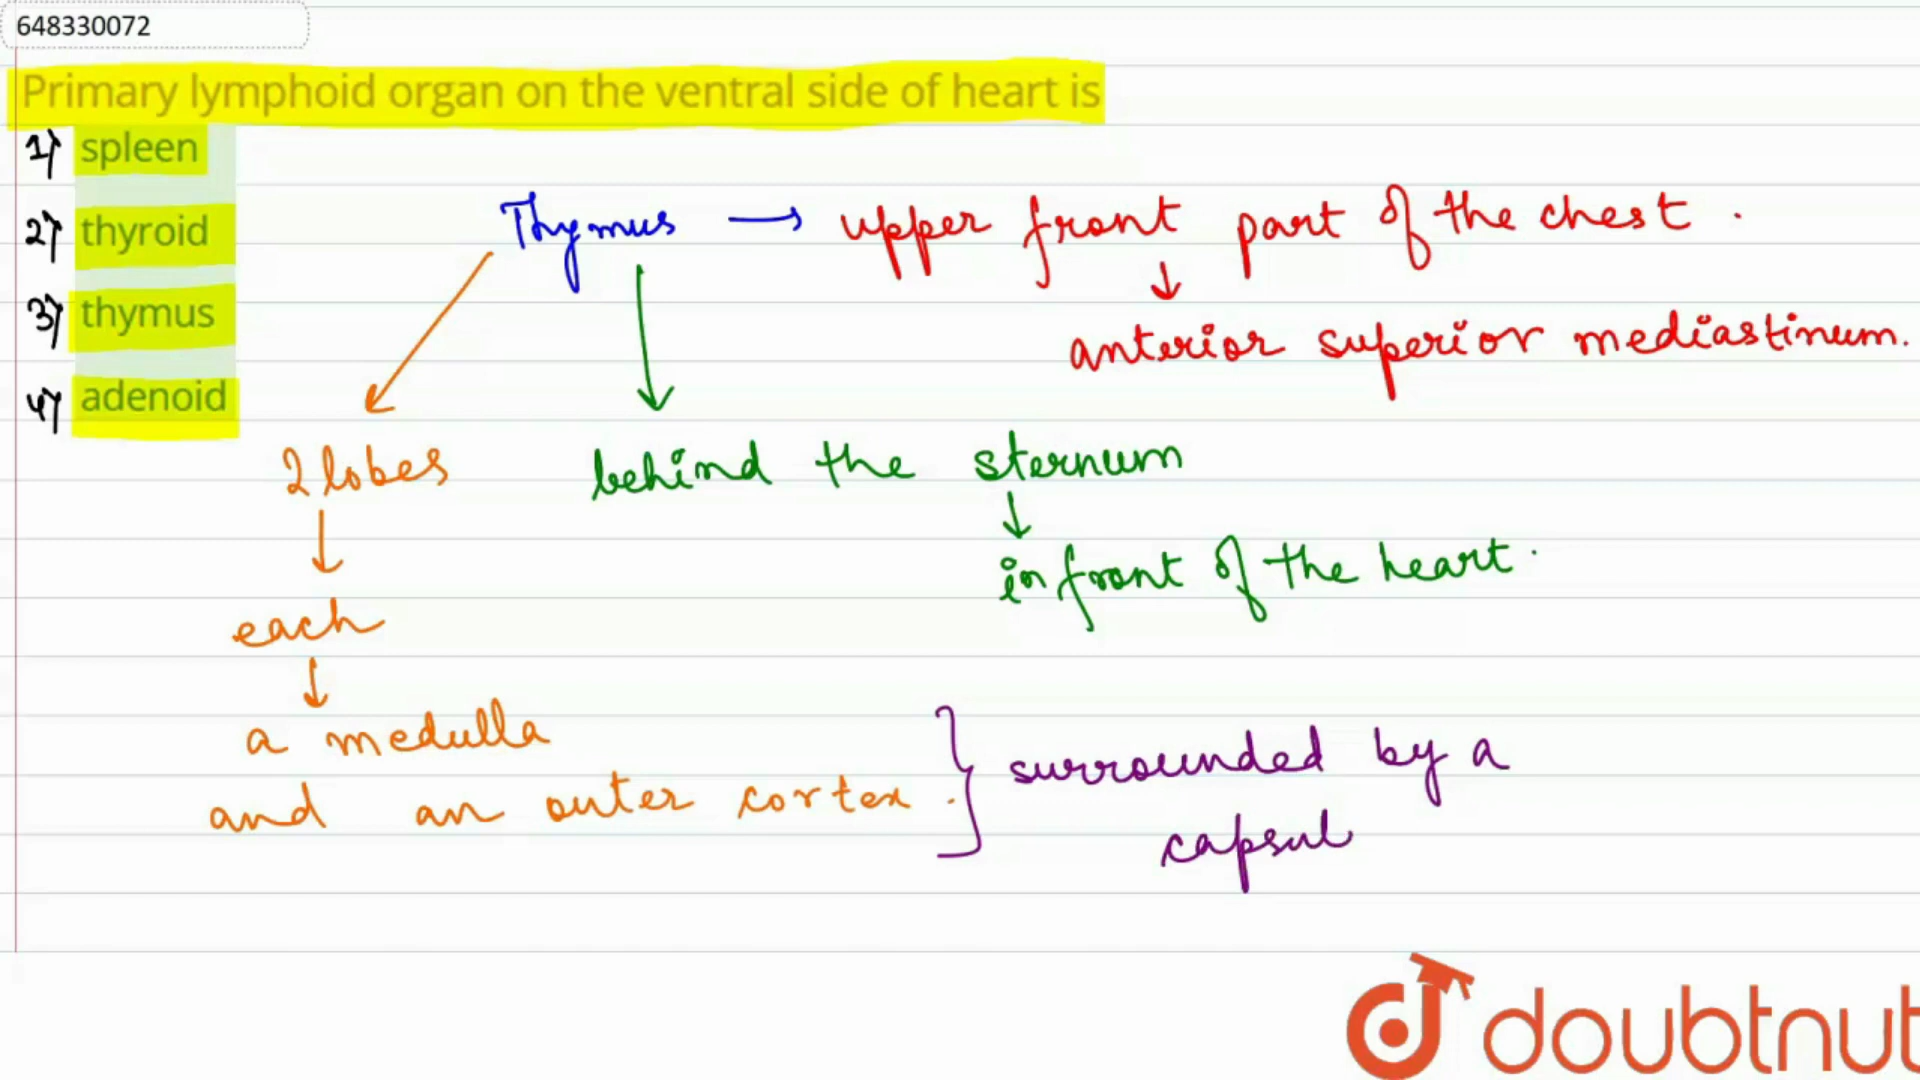 648330072
Primary lymphoid organ on the ventral side of heart is
1) spleen
2) thyroid
3) thymus
4) adenoid
Thymus → upper front part of the chest.
↓
anterior superior mediastinum.
2 lobes
behind the sternum
↓
in front of the heart.
↓
each
↓
a medulla
and an outer cortex.
} surrounded by a
capsul
doubtnut